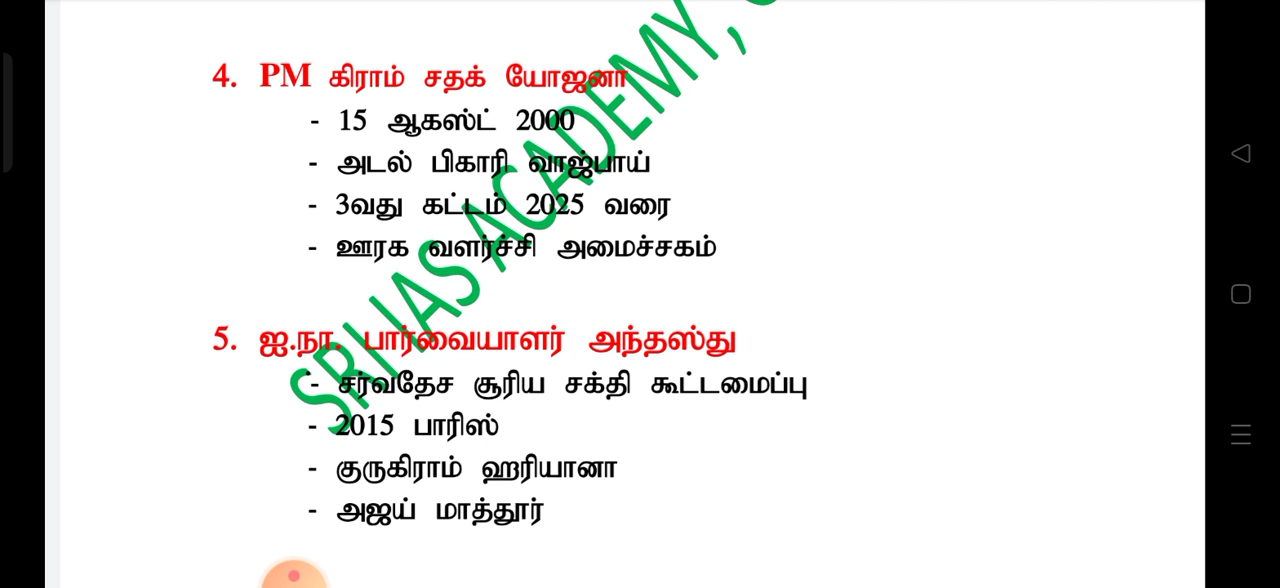 4. PM கிராம் சதக் யோஜனா
- 15 ஆகஸ்ட் 2000
- அடல் பிகாரி வாஜ்பாய்
- 3வது கட்டம் 2025 வரை
- ஊரக வளர்ச்சி அமைச்சகம்
5. ஐ.நா. பார்வையாளர் அந்தஸ்து
- சர்வதேச சூரிய சக்தி கூட்டமைப்பு
- 2015 பாரிஸ்
- குருகிராம் ஹரியானா
- அஜய் மாத்தூர்
SRI IAS ACADEMY,